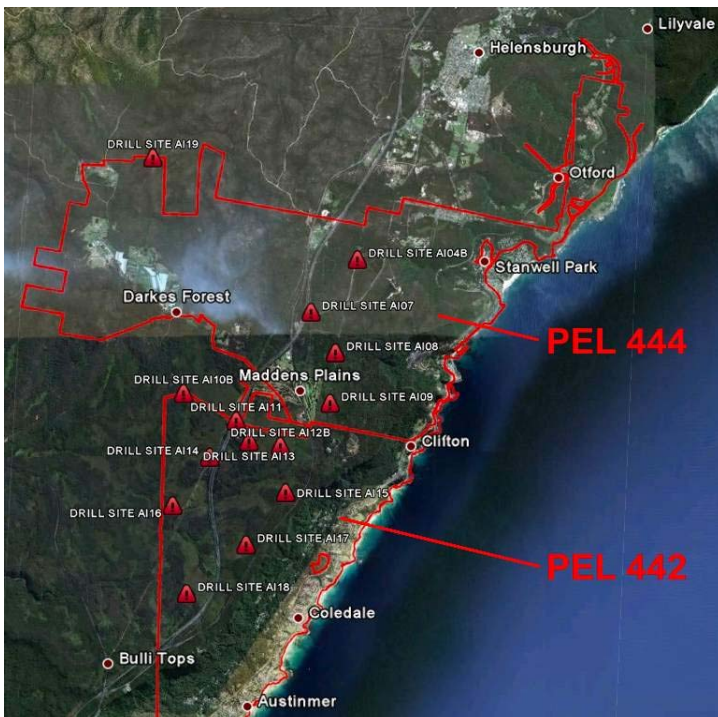 Lilyvale
Helensburgh
DRILL SITE AI19
Otford
DRILL SITE AI04B
Stanwell Park
Darkes Forest
DRILL SITE AI07
PEL 444
DRILL SITE AI08
Maddens Plains
DRILL SITE AI10B
DRILL SITE AI09
DRILL SITE AI11
DRILL SITE AI12B
Clifton
DRILL SITE AI14
DRILL SITE AI13
DRILL SITE AI15
DRILL SITE AI16
DRILL SITE AI17
PEL 442
DRILL SITE AI18
Coledale
Bulli Tops
Austinmer